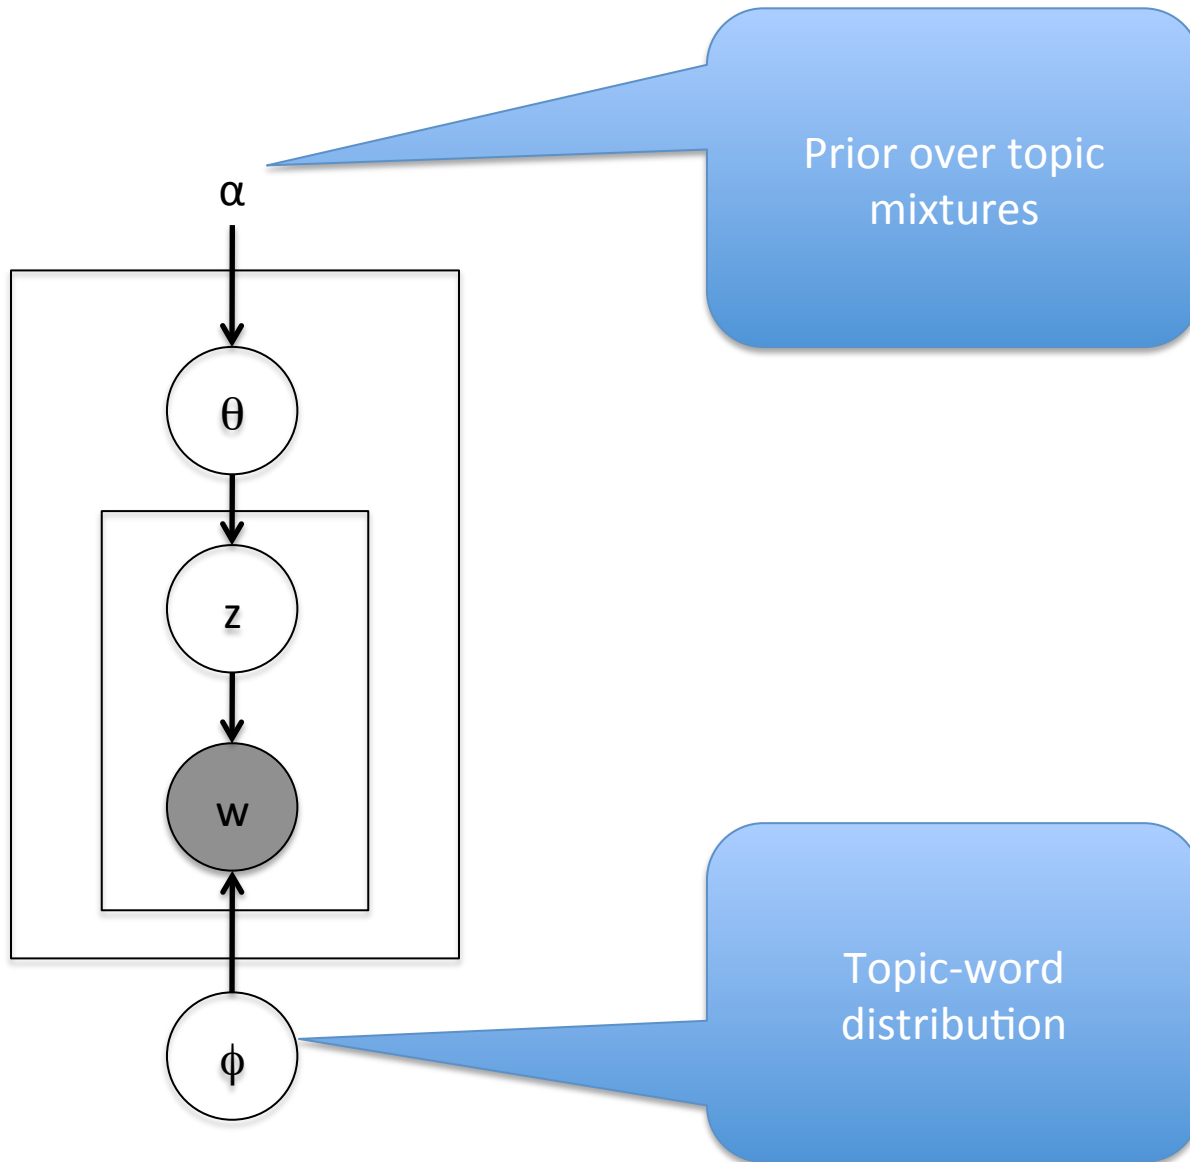 Prior over topic
mixtures
α
θ
z
w
Topic-word
distribution
ϕ